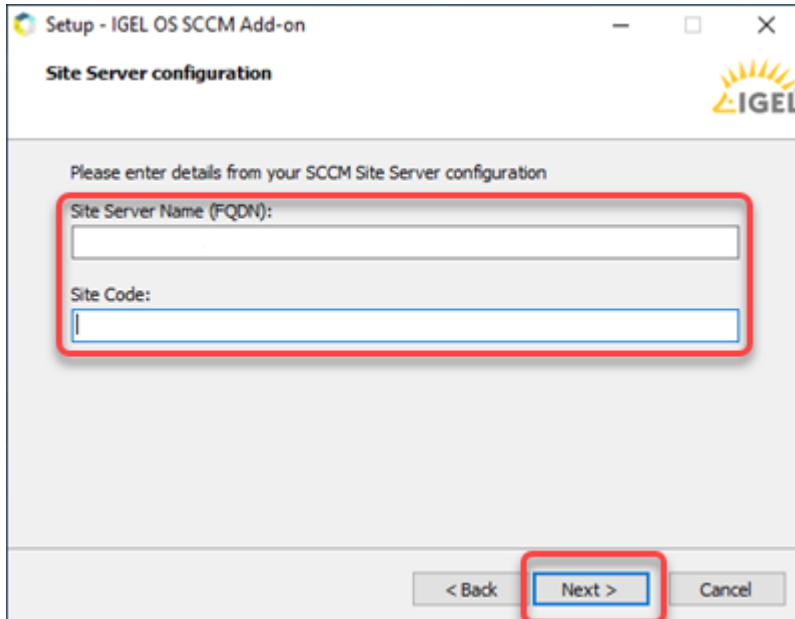 Setup - IGEL OS SCCM Add-on
Site Server configuration
IGEL
Please enter details from your SCCM Site Server configuration
Site Server Name (FQDN):
Site Code:
< Back
Next >
Cancel